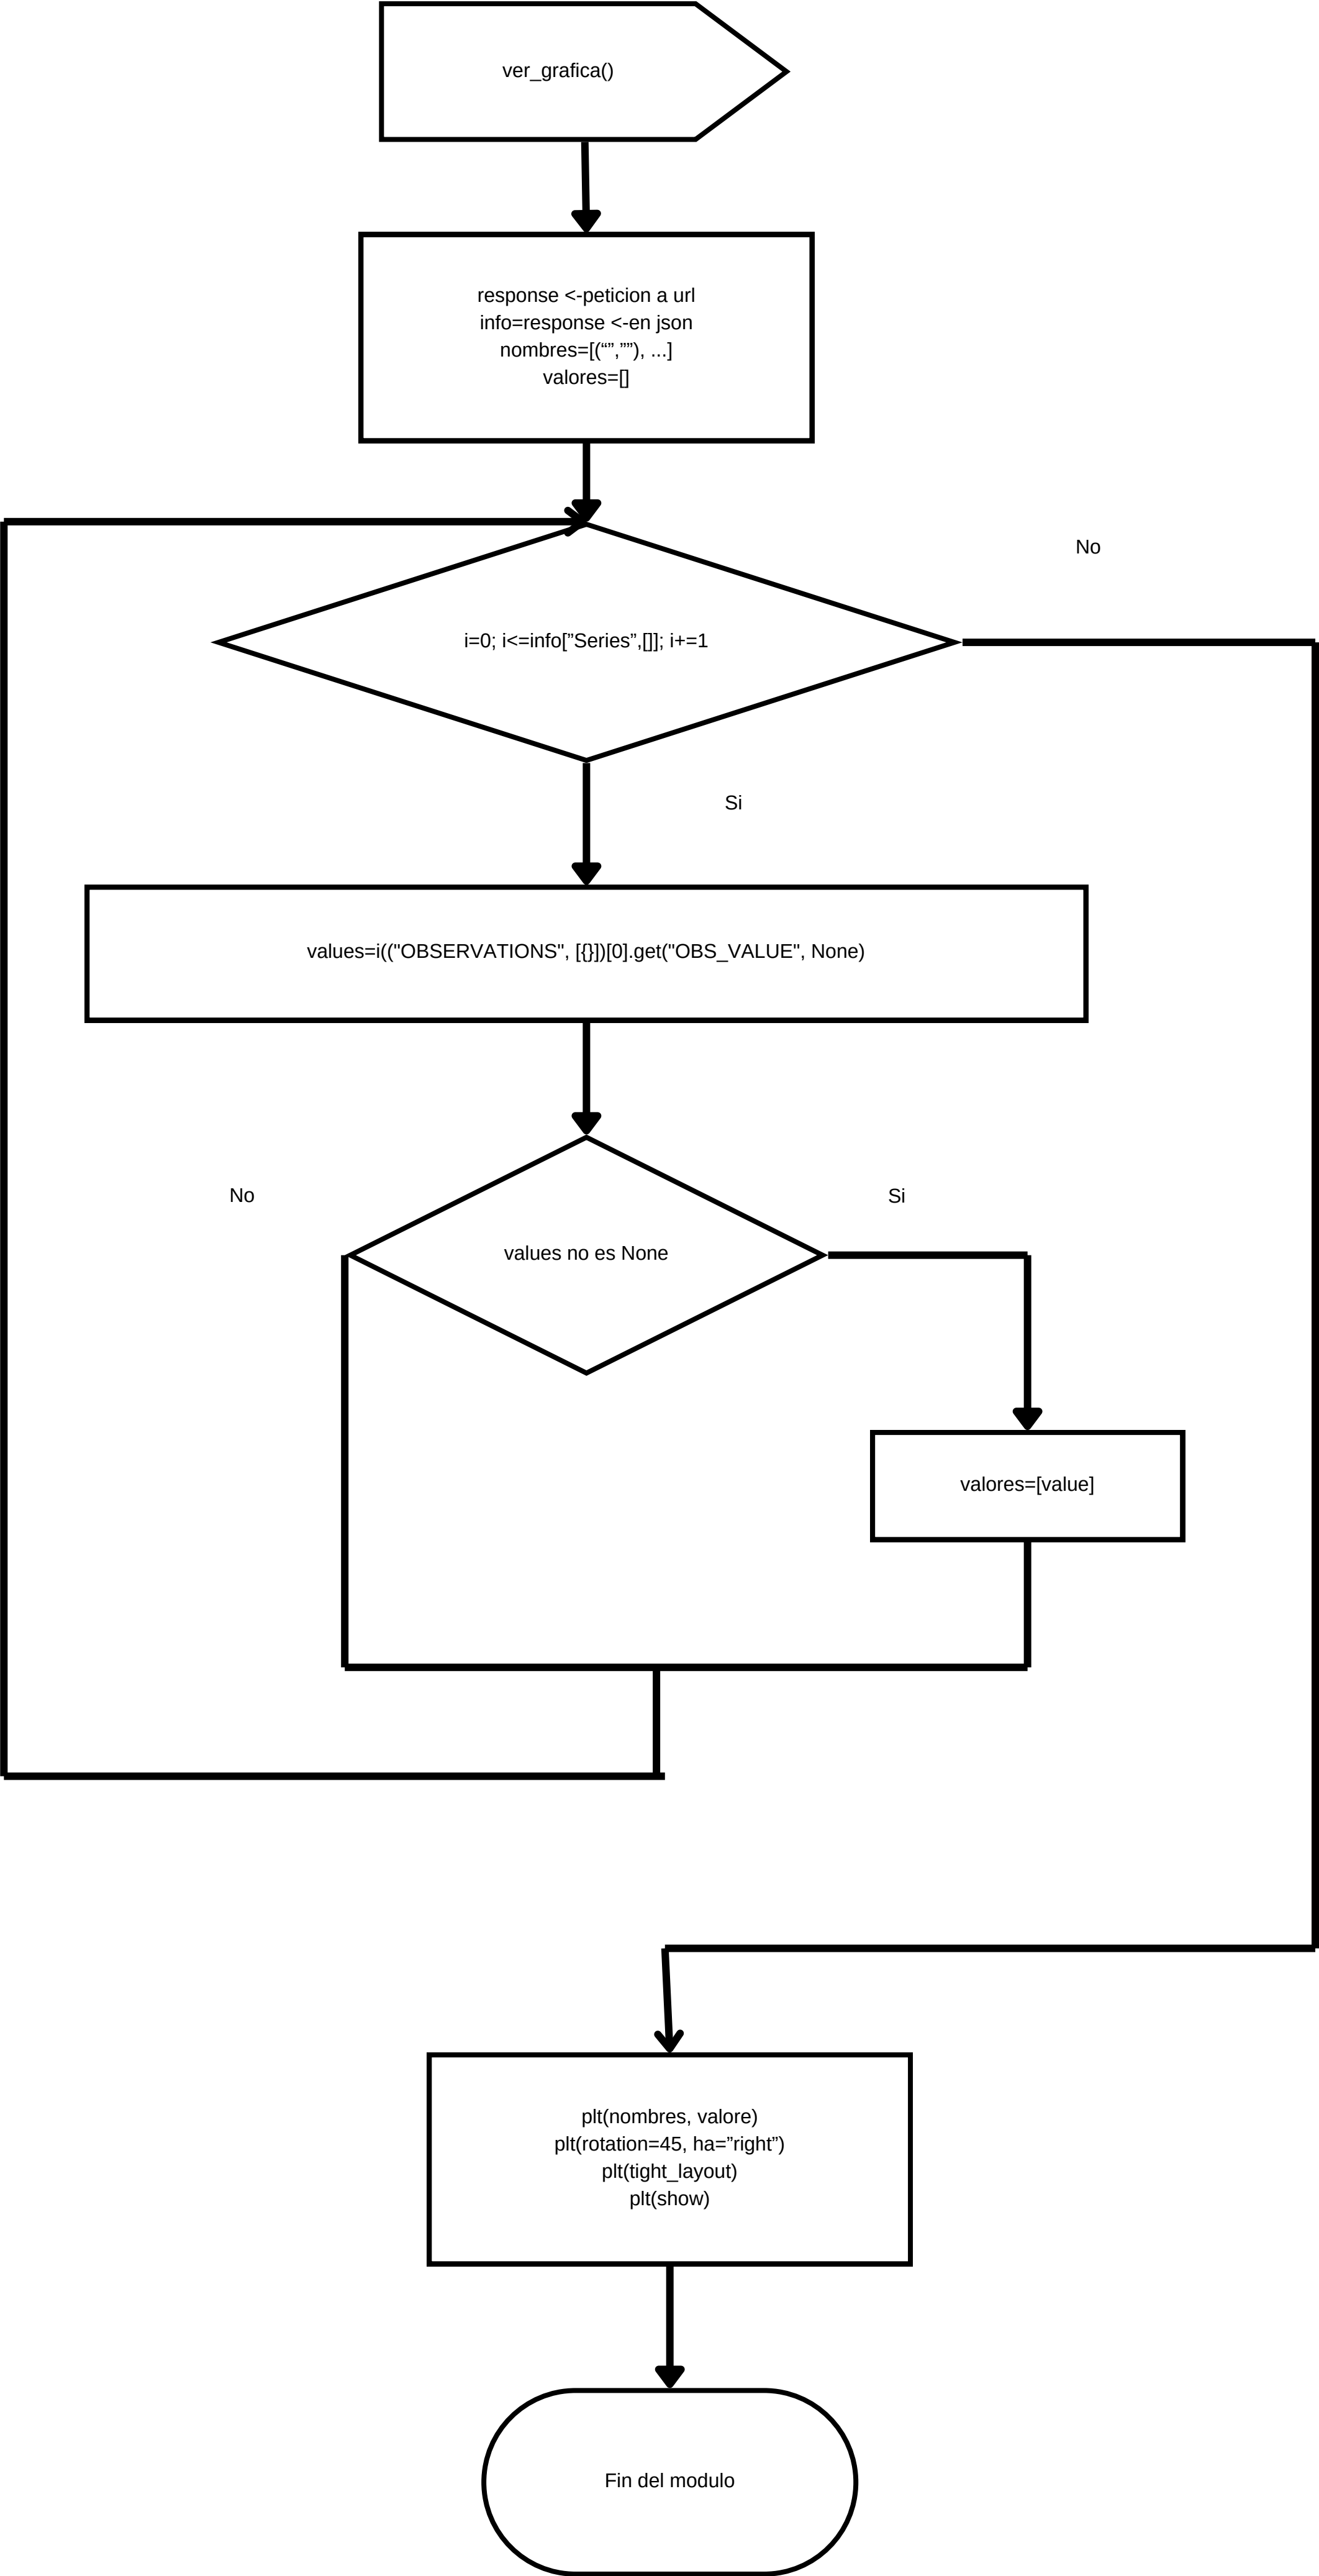 ver_grafica()
response <-peticion a url
info=response <-en json
nombres=[(“”,””), ...]
valores=[]
No
i=0; i<=info[”Series”,[]]; i+=1
Si
values=i(("OBSERVATIONS", [{}])[0].get("OBS_VALUE", None)
No
Si
values no es None
valores=[value]
plt(nombres, valore)
plt(rotation=45, ha=”right”)
plt(tight_layout)
plt(show)
Fin del modulo